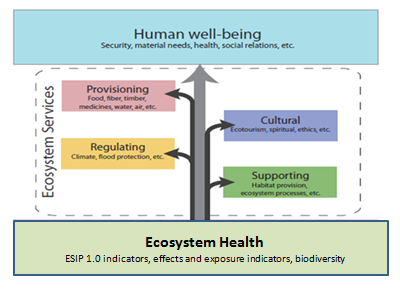 Human well-being
Security, material needs, health, social relations, etc.
Ecosystem Services
Provisioning
Food, fiber, timber,
medicines, water, air, etc.
Cultural
Ecotourism, spiritual, ethics, etc.
Regulating
Climate, flood protection, etc.
Supporting
Habitat provision,
ecosystem processes, etc.
Ecosystem Health
ESIP 1.0 indicators, effects and exposure indicators, biodiversity